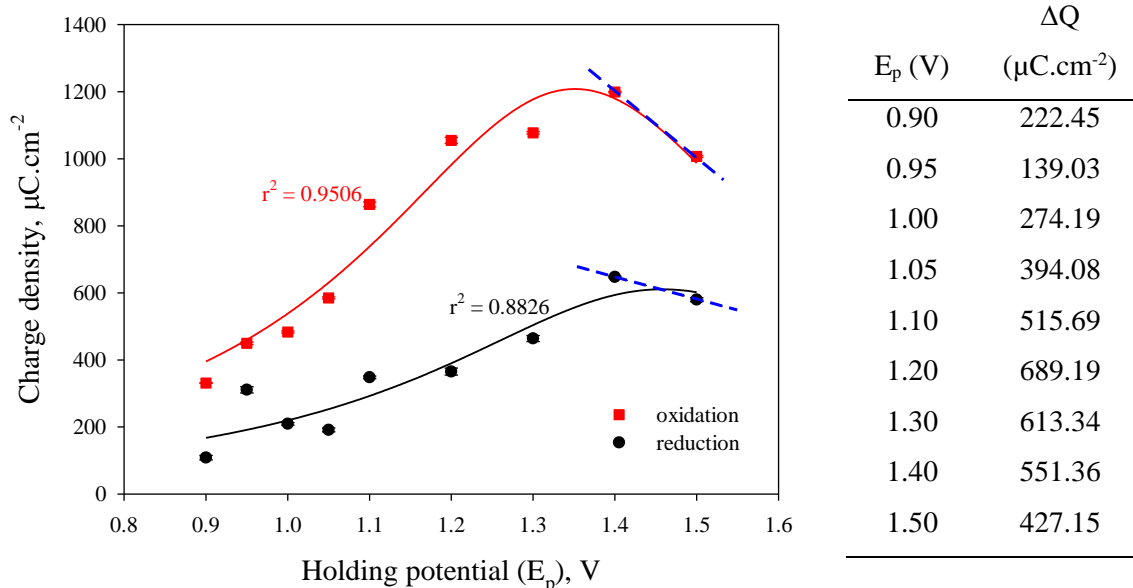 1400
1200
1000
800
600
400
200
0
Charge density, µC.cm⁻²
r² = 0.9506
r² = 0.8826
oxidation
reduction
0.8 0.9 1.0 1.1 1.2 1.3 1.4 1.5 1.6
Holding potential (Eₚ), V
ΔQ
Eₚ (V) (µC.cm⁻²)
0.90 222.45
0.95 139.03
1.00 274.19
1.05 394.08
1.10 515.69
1.20 689.19
1.30 613.34
1.40 551.36
1.50 427.15